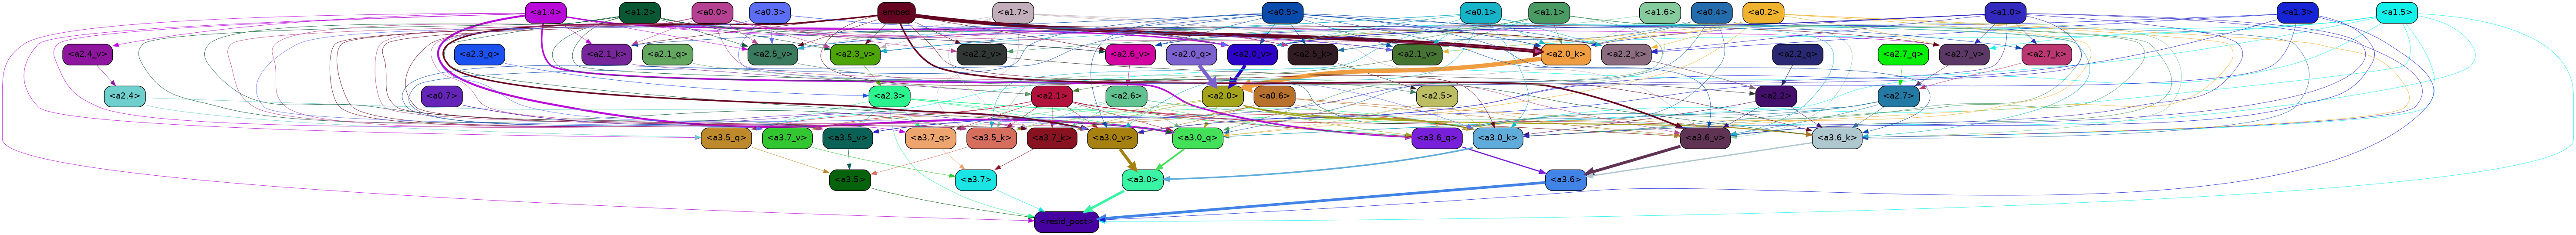 <a1.4> <a1.2> <a0.0> <a0.3> embed <a1.7> <a0.5> <a0.1> <a1.1> <a1.6> <a0.4> <a0.2> <a1.0> <a1.3> <a1.5>
<a2.4_v> <a2.3_q> <a2.1_k> <a2.1_q> <a2.5_v> <a2.3_v> <a2.2_v> <a2.6_v> <a2.0_q> <a2.0_v> <a2.5_k> <a2.1_v> <a2.0_k> <a2.2_k> <a2.2_q> <a2.7_q> <a2.7_v> <a2.7_k>
<a2.4> <a0.7> <a2.3> <a2.1> <a2.6> <a2.0> <a0.6> <a2.5> <a2.2> <a2.7>
<a3.5_q> <a3.7_v> <a3.5_v> <a3.7_q> <a3.5_k> <a3.7_k> <a3.0_v> <a3.0_q> <a3.6_q> <a3.0_k> <a3.6_v> <a3.6_k>
<a3.5> <a3.7> <a3.0> <a3.6>
<resid_post>